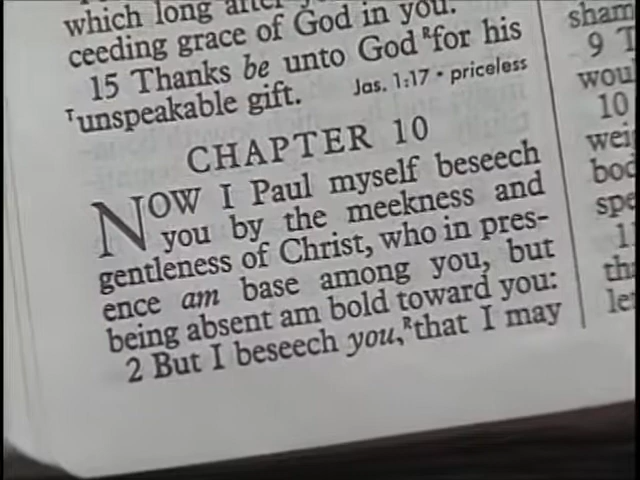 which long after you.
ceeding grace of God in you.
15 Thanks be unto God ᴿfor his
ᵀunspeakable gift. Jas. 1:17 • priceless
CHAPTER 10
NOW I Paul myself beseech
you by the meekness and
gentleness of Christ, who in pres-
ence am base among you, but
being absent am bold toward you:
2 But I beseech you,ᴿthat I may
sham
9 T
woul
10
wei
bod
spe
1
th
let